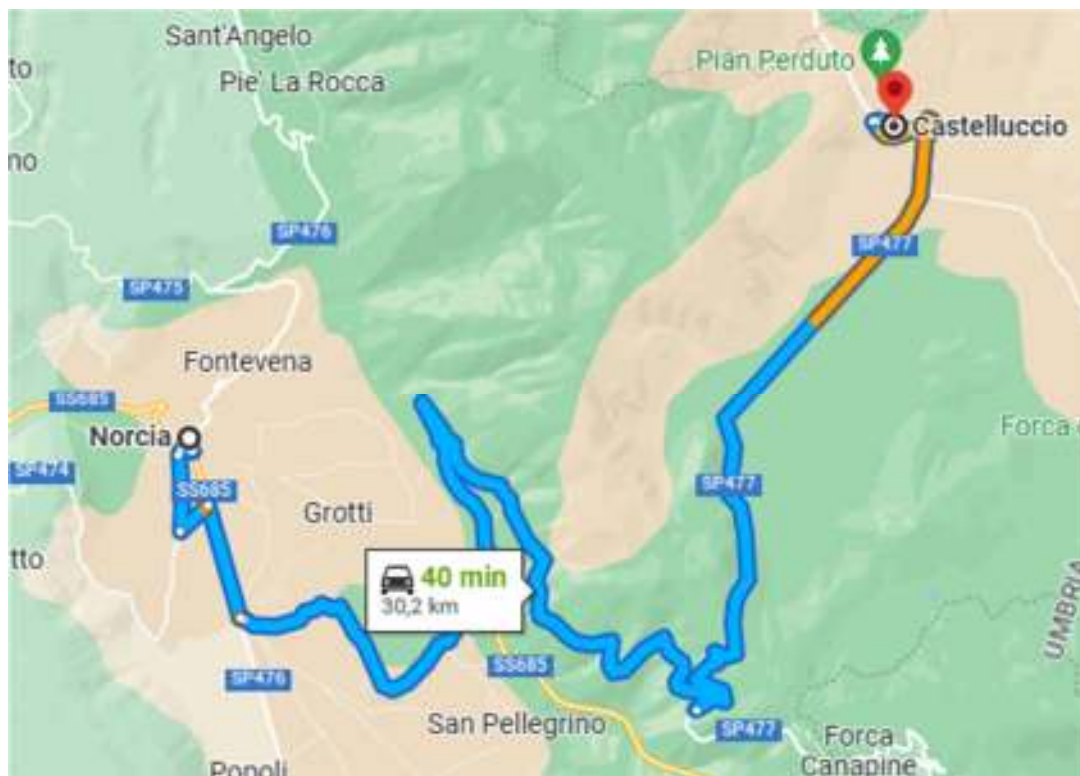 Sant'Angelo
to
Pian Perduto
Pie' La Rocca
Castelluccio
no
SP476
SP477
SP475
Fontevena
SS685
Norcia
Forca
SP474
SS685
SP477
Grotti
tto
40 min
30,2 km
UMBRIA
SS685
SP476
San Pellegrino
SP477
Forca
Canapine
Popoli